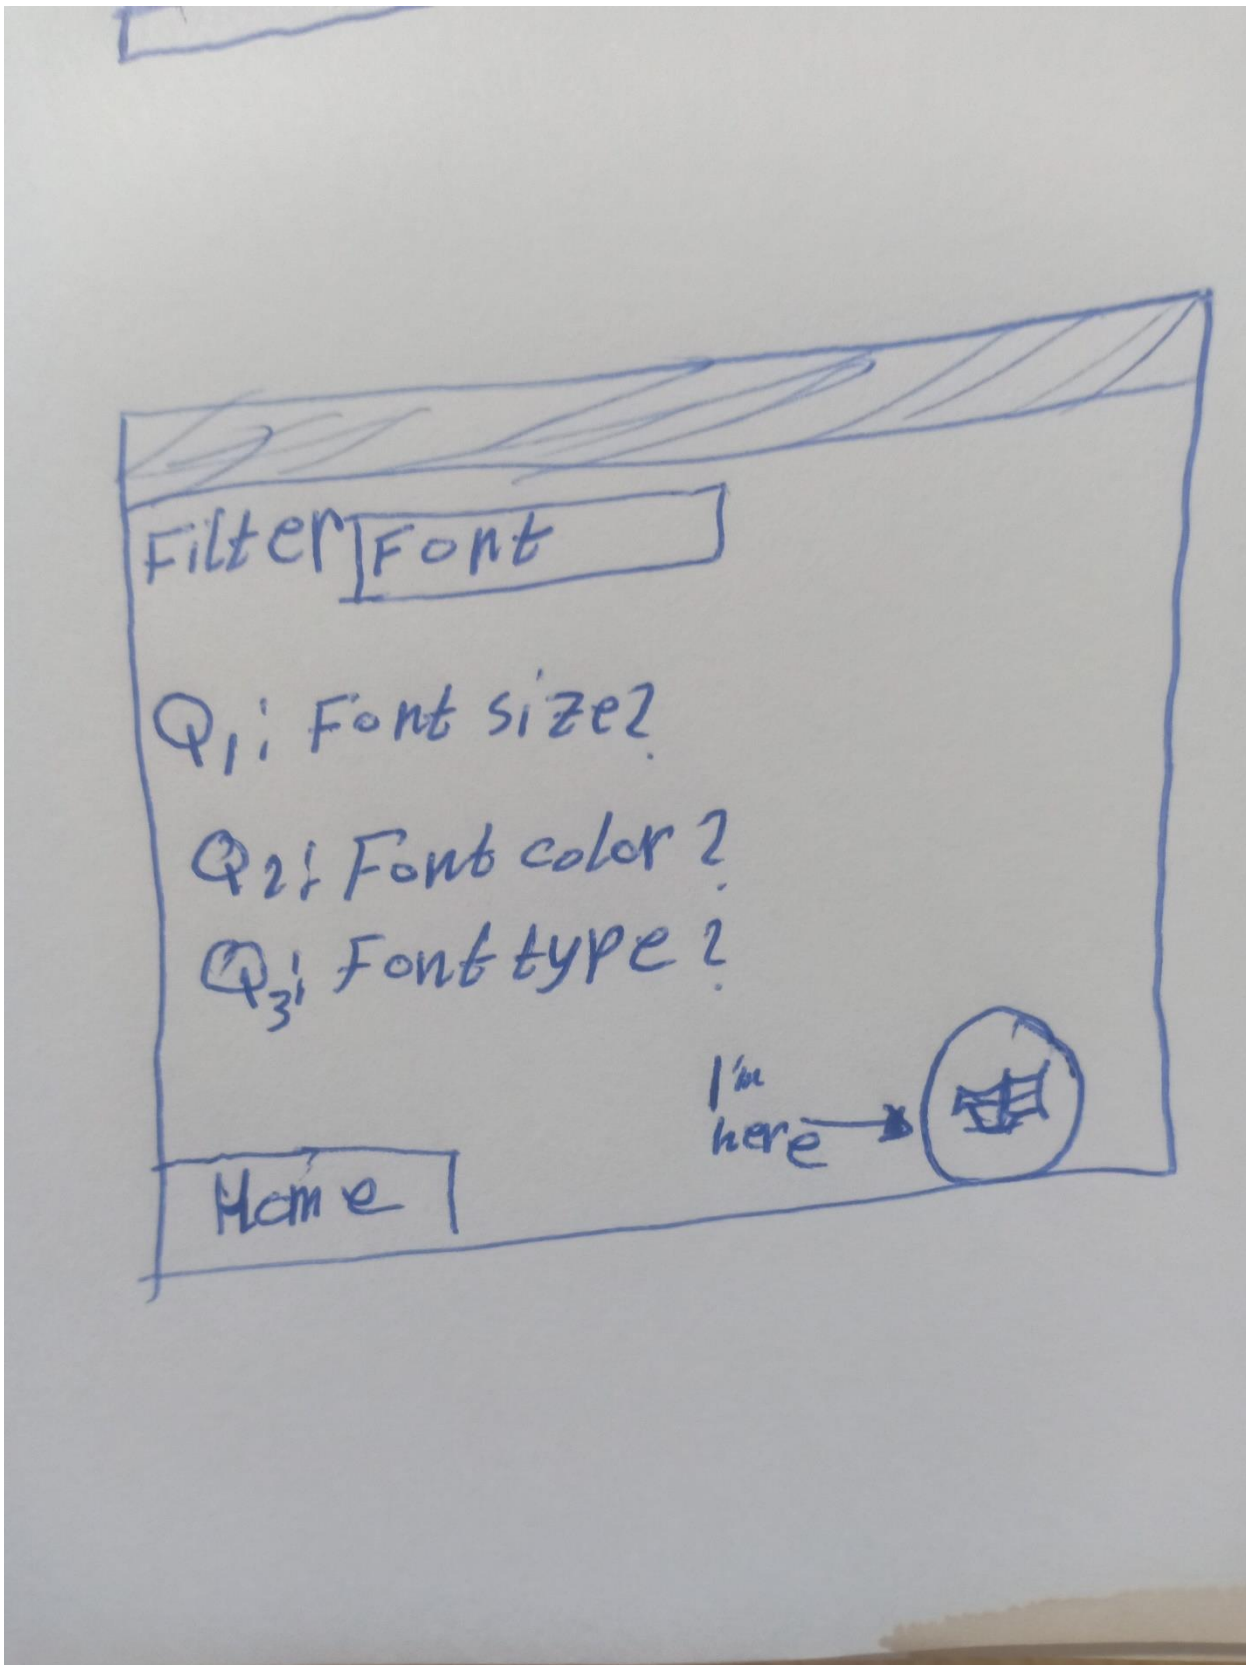 Filter Font
Q1: Font size?
Q2: Font color?
Q3: Font type?
I'm
here
Home